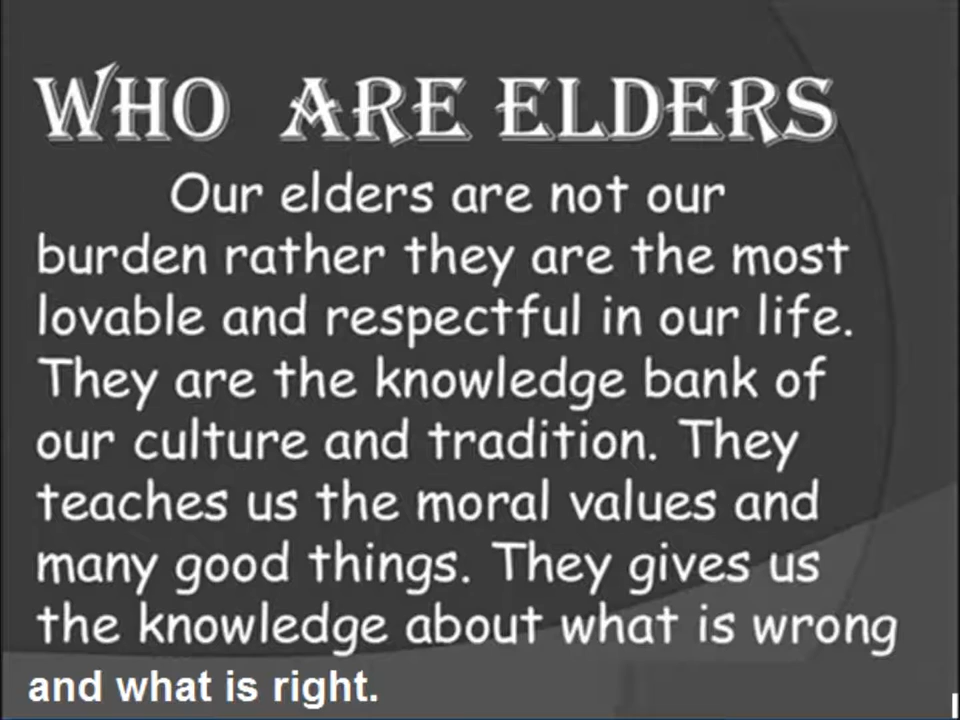 WHO ARE ELDERS
Our elders are not our
burden rather they are the most
lovable and respectful in our life.
They are the knowledge bank of
our culture and tradition. They
teaches us the moral values and
many good things. They gives us
the knowledge about what is wrong
and what is right.